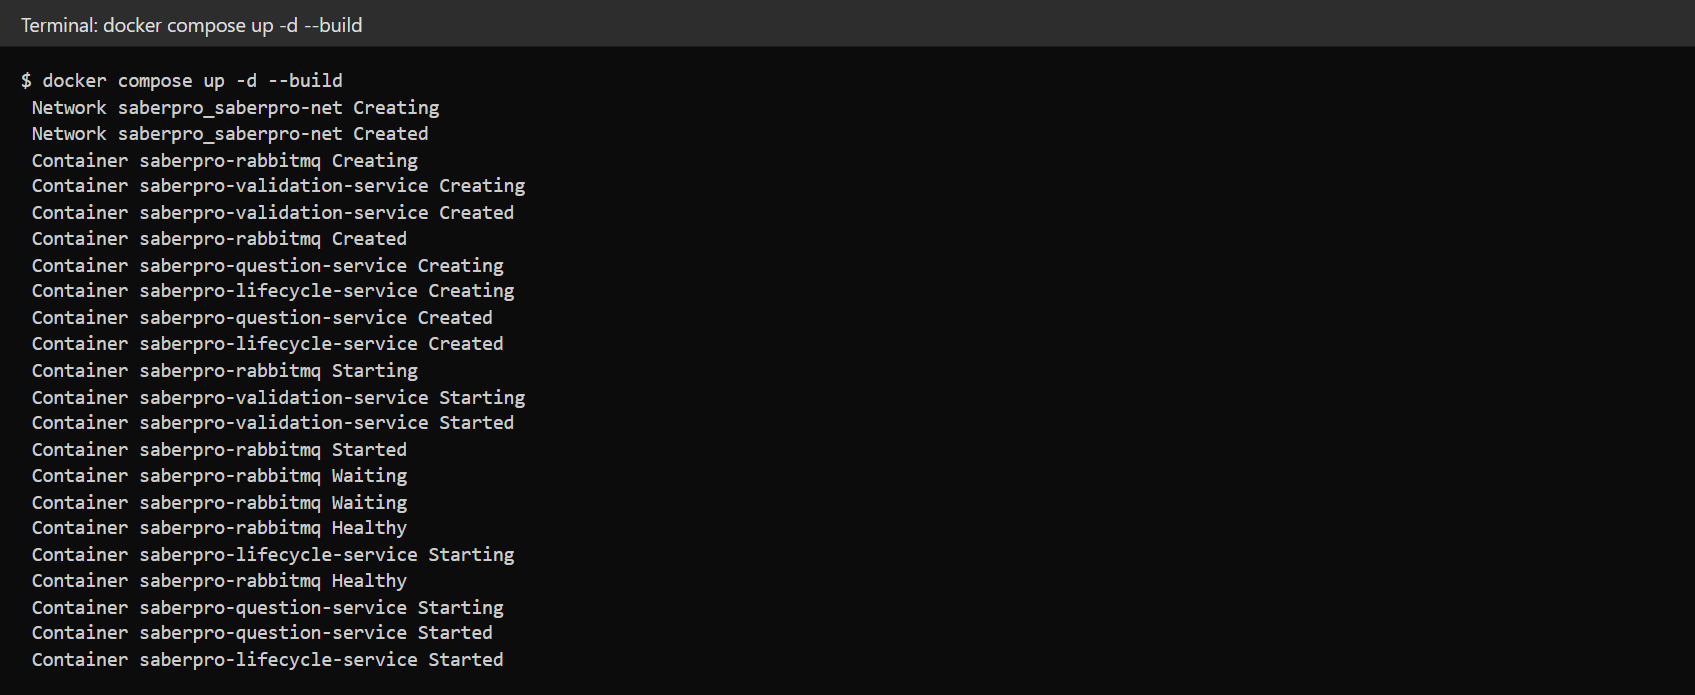 Terminal: docker compose up -d --build
$ docker compose up -d --build
Network saberpro_saberpro-net Creating
Network saberpro_saberpro-net Created
Container saberpro-rabbitmq Creating
Container saberpro-validation-service Creating
Container saberpro-validation-service Created
Container saberpro-rabbitmq Created
Container saberpro-question-service Creating
Container saberpro-lifecycle-service Creating
Container saberpro-question-service Created
Container saberpro-lifecycle-service Created
Container saberpro-rabbitmq Starting
Container saberpro-validation-service Starting
Container saberpro-validation-service Started
Container saberpro-rabbitmq Started
Container saberpro-rabbitmq Waiting
Container saberpro-rabbitmq Waiting
Container saberpro-rabbitmq Healthy
Container saberpro-lifecycle-service Starting
Container saberpro-rabbitmq Healthy
Container saberpro-question-service Starting
Container saberpro-question-service Started
Container saberpro-lifecycle-service Started